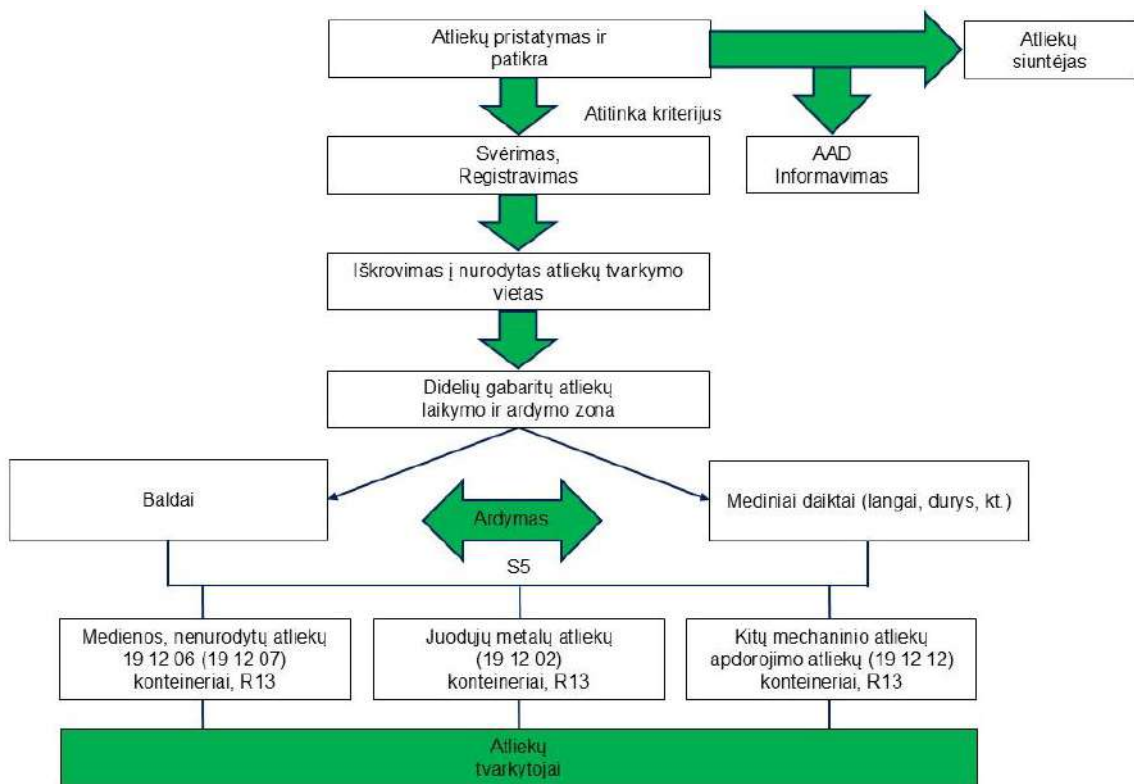 Atliekų pristatymas ir
patikra
Atliekų
siuntėjas
Atitinka kriterijus
Svėrimas,
Registravimas
AAD
Informavimas
Iškrovimas į nurodytas atliekų tvarkymo
vietas
Didelių gabaritų atliekų
laikymo ir ardymo zona
Baldai
Ardymas
Mediniai daiktai (langai, durys, kt.)
S5
Medienos, nenurodytų atliekų
19 12 06 (19 12 07)
konteineriai, R13
Juodųjų metalų atliekų
(19 12 02)
konteineriai, R13
Kitų mechaninio atliekų
apdorojimo atliekų (19 12 12)
konteineriai, R13
Atliekų
tvarkytojai